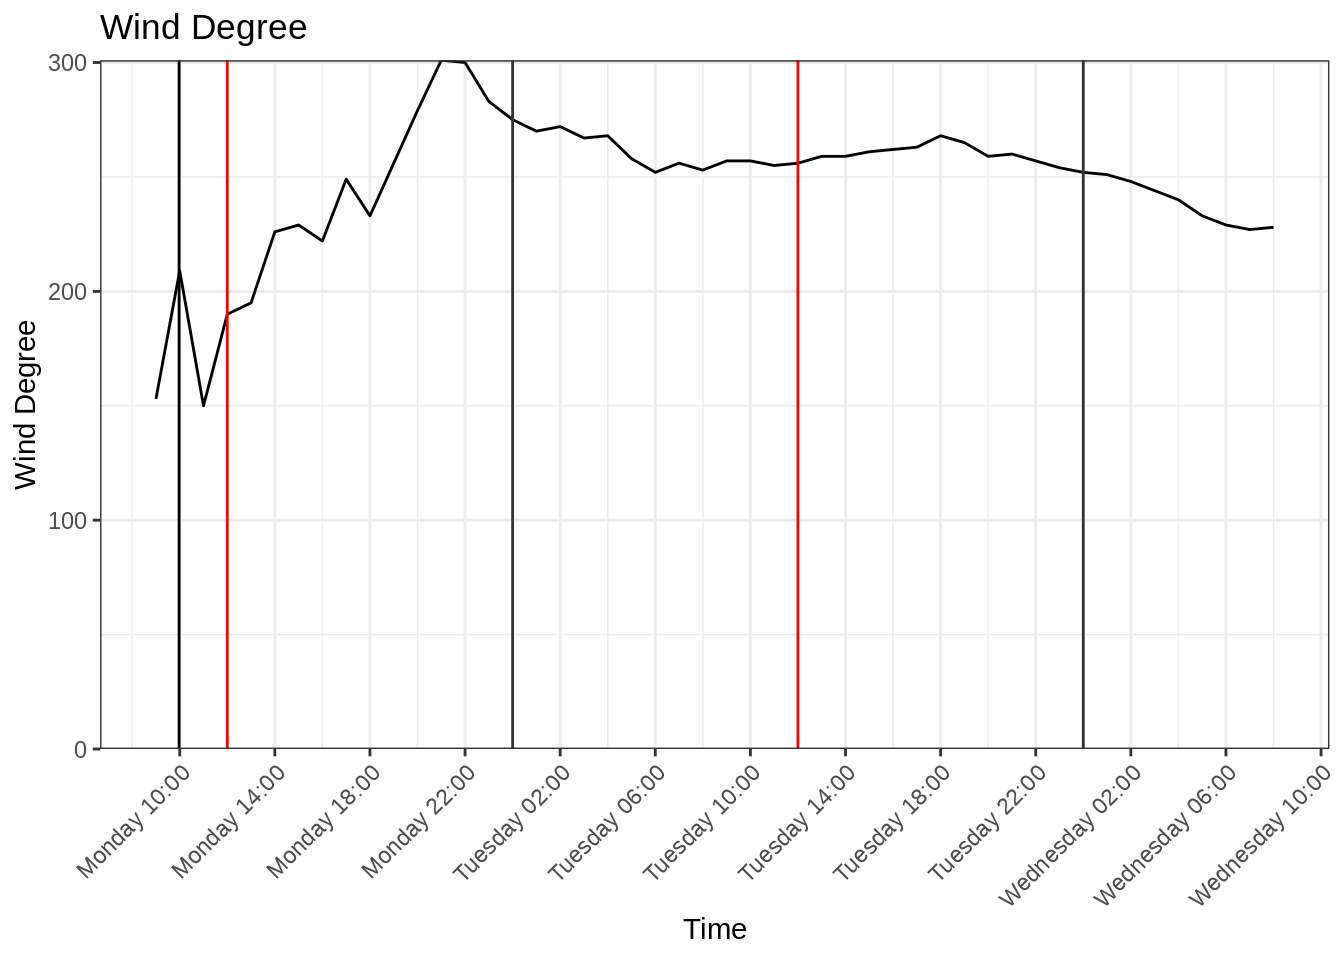 Wind Degree
300
200
100
0
Wind Degree
Monday 10:00
Monday 14:00
Monday 18:00
Monday 22:00
Tuesday 02:00
Tuesday 06:00
Tuesday 10:00
Tuesday 14:00
Tuesday 18:00
Tuesday 22:00
Wednesday 02:00
Wednesday 06:00
Wednesday 10:00
Time